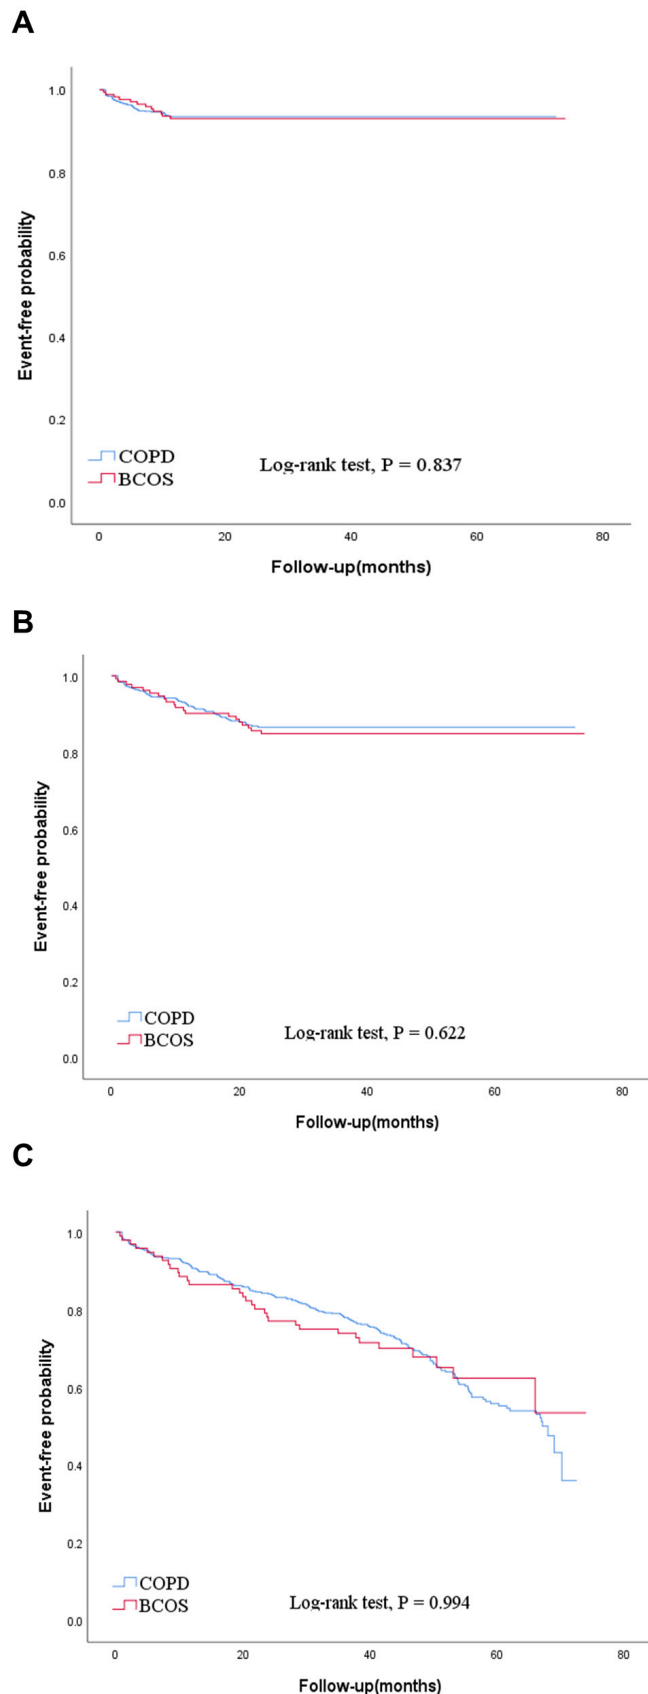 A
1.0
0.8
0.6
0.4
0.2
0.0
Event-free probability
COPD
BCOS
Log-rank test, P = 0.837
0 20 40 60 80
Follow-up(months)
B
1.0
0.8
0.6
0.4
0.2
0.0
Event-free probability
COPD
BCOS
Log-rank test, P = 0.622
0 20 40 60 80
Follow-up(months)
C
1.0
0.8
0.6
0.4
0.2
0.0
Event-free probability
COPD
BCOS
Log-rank test, P = 0.994
0 20 40 60 80
Follow-up(months)